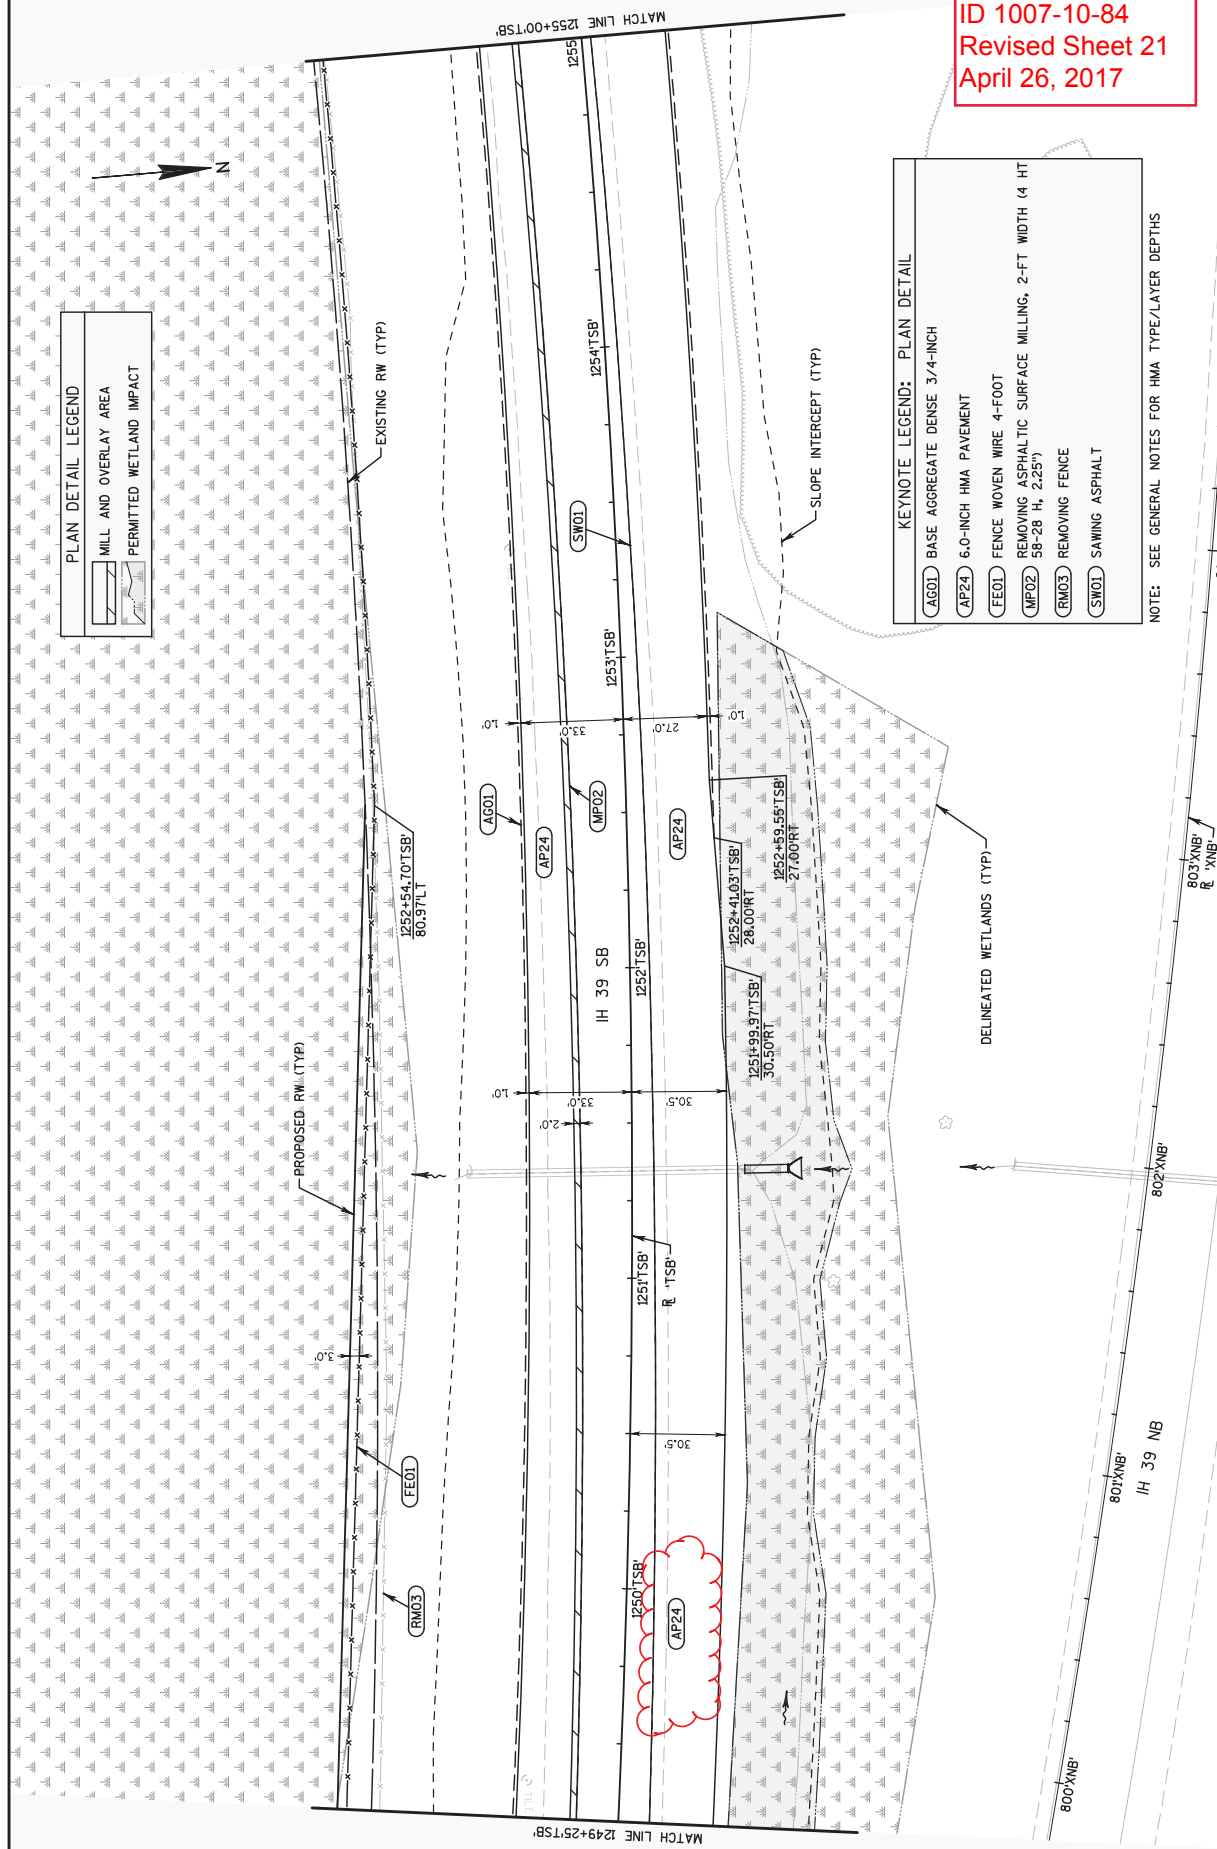 ID 1007-10-84
Revised Sheet 21
April 26, 2017
MATCH LINE 1255+00'TSB'
N
PLAN DETAIL LEGEND
MILL AND OVERLAY AREA
PERMITTED WETLAND IMPACT
EXISTING RW (TYP)
1255
1254'TSB'
SW01
1253'TSB'
SLOPE INTERCEPT (TYP)
KEYNOTE LEGEND: PLAN DETAIL
AG01 BASE AGGREGATE DENSE 3/4-INCH
AP24 6.0-INCH HMA PAVEMENT
FE01 FENCE WOVEN WIRE 4-FOOT
MP02 REMOVING ASPHALTIC SURFACE MILLING, 2-FT WIDTH (4 HT
58-28 H, 2.25")
RM03 REMOVING FENCE
SW01 SAWING ASPHALT
NOTE: SEE GENERAL NOTES FOR HMA TYPE/LAYER DEPTHS
1.0'
33.0'
27.0'
1.0'
AG01
AP24
MP02
AP24
1252+54.70'TSB'
80.97'LT
1252+59.55'TSB'
27.00'RT
1252+41.03'TSB'
28.00'RT
1251+99.97'TSB'
30.50'RT
IH 39 SB
1252'TSB'
DELINEATED WETLANDS (TYP)
803'XNB'
R 'XNB'
PROPOSED RW (TYP)
1.0'
33.0'
2.0'
30.5'
802'XNB'
1251'TSB'
R 'TSB'
3.0'
30.5'
FE01
RM03
1250'TSB'
AP24
801'XNB'
IH 39 NB
TILE
800'XNB'
MATCH LINE 1249+25'TSB'